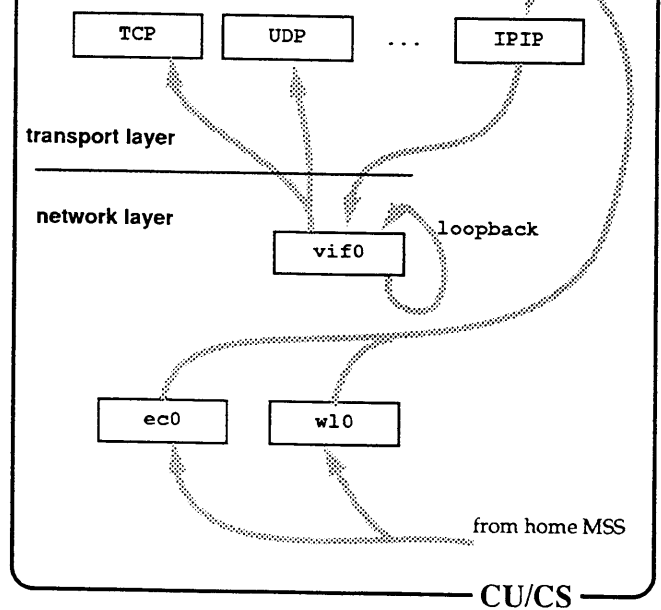 TCP UDP ... IPIP
transport layer
network layer
loopback
vif0
ec0 wl0
from home MSS
CU/CS